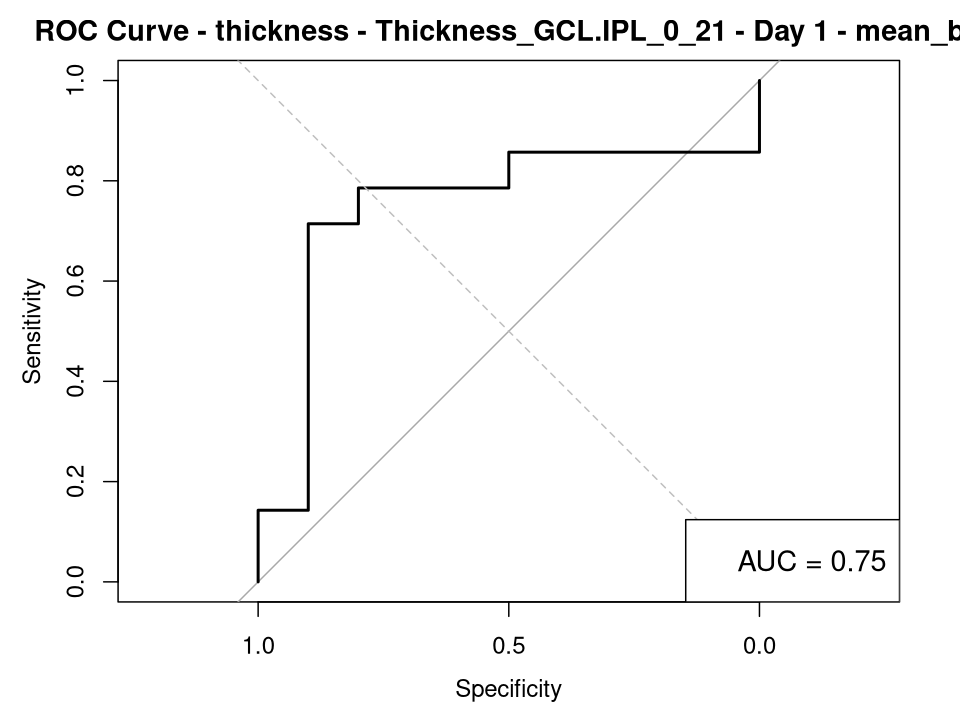 ROC Curve - thickness - Thickness_GCL.IPL_0_21 - Day 1 - mean_b
1.0
0.8
0.6
0.4
0.2
0.0
Sensitivity
AUC = 0.75
1.0 0.5 0.0
Specificity